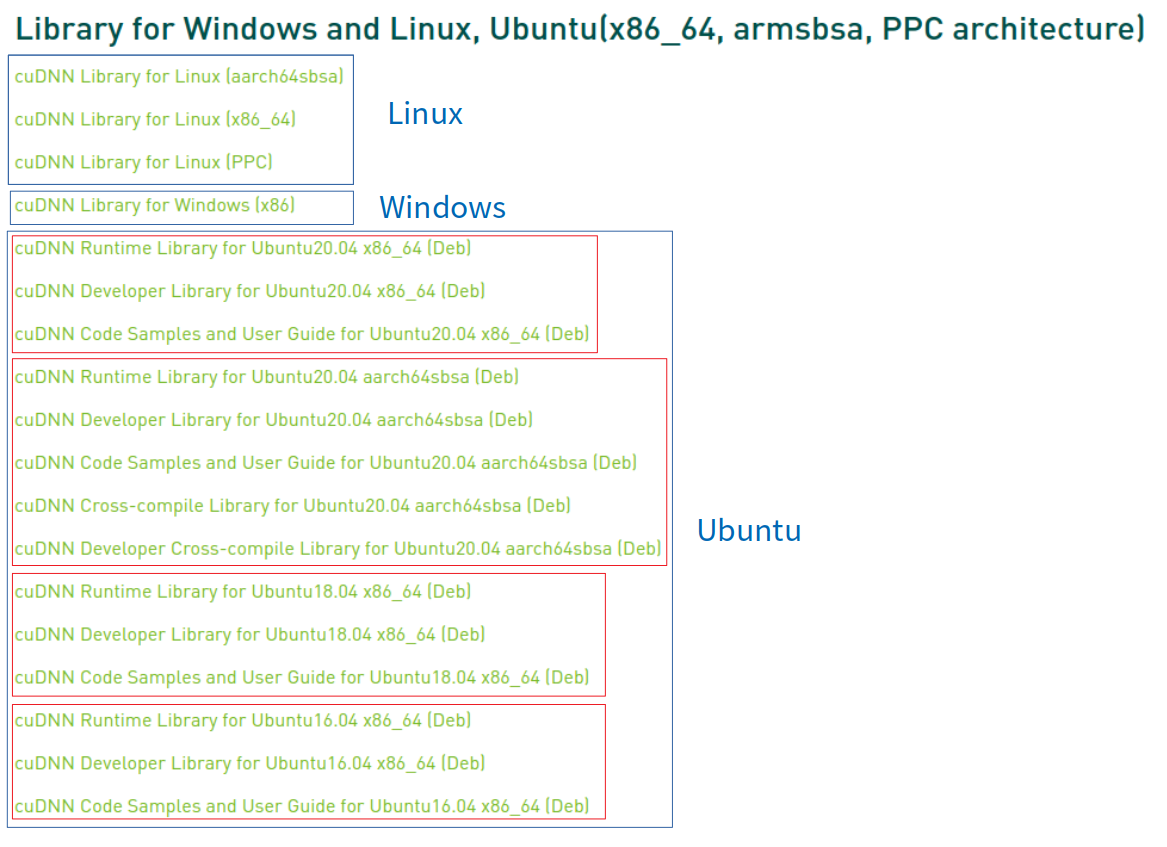 Library for Windows and Linux, Ubuntu(x86_64, armsbsa, PPC architecture)
cuDNN Library for Linux (aarch64sbsa)
cuDNN Library for Linux (x86_64)
cuDNN Library for Linux (PPC)
Linux
cuDNN Library for Windows (x86)
Windows
cuDNN Runtime Library for Ubuntu20.04 x86_64 (Deb)
cuDNN Developer Library for Ubuntu20.04 x86_64 (Deb)
cuDNN Code Samples and User Guide for Ubuntu20.04 x86_64 (Deb)
cuDNN Runtime Library for Ubuntu20.04 aarch64sbsa (Deb)
cuDNN Developer Library for Ubuntu20.04 aarch64sbsa (Deb)
cuDNN Code Samples and User Guide for Ubuntu20.04 aarch64sbsa (Deb)
cuDNN Cross-compile Library for Ubuntu20.04 aarch64sbsa (Deb)
cuDNN Developer Cross-compile Library for Ubuntu20.04 aarch64sbsa (Deb)
cuDNN Runtime Library for Ubuntu18.04 x86_64 (Deb)
cuDNN Developer Library for Ubuntu18.04 x86_64 (Deb)
cuDNN Code Samples and User Guide for Ubuntu18.04 x86_64 (Deb)
cuDNN Runtime Library for Ubuntu16.04 x86_64 (Deb)
cuDNN Developer Library for Ubuntu16.04 x86_64 (Deb)
cuDNN Code Samples and User Guide for Ubuntu16.04 x86_64 (Deb)
Ubuntu